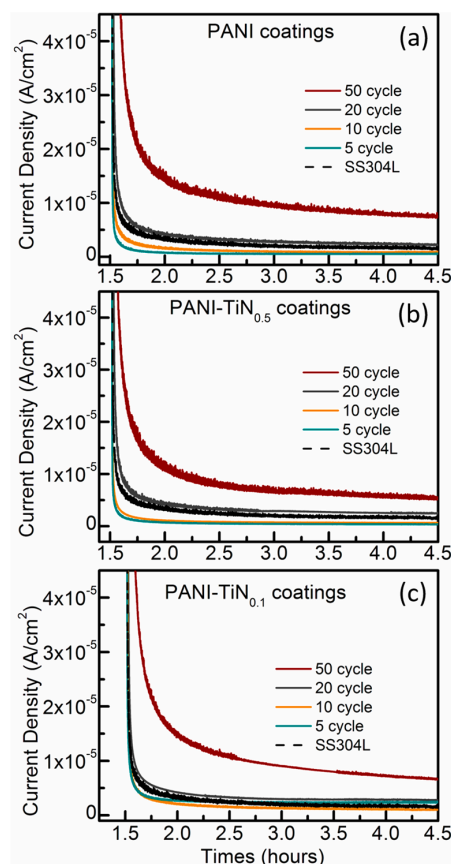 PANI coatings
(a)
50 cycle
20 cycle
10 cycle
5 cycle
SS304L
Current Density (A/cm²)
4x10⁻⁵
3x10⁻⁵
2x10⁻⁵
1x10⁻⁵
0
1.5 2.0 2.5 3.0 3.5 4.0 4.5
PANI-TiN₀.₅ coatings
(b)
50 cycle
20 cycle
10 cycle
5 cycle
SS304L
Current Density (A/cm²)
4x10⁻⁵
3x10⁻⁵
2x10⁻⁵
1x10⁻⁵
0
1.5 2.0 2.5 3.0 3.5 4.0 4.5
PANI-TiN₀.₁ coatings
(c)
50 cycle
20 cycle
10 cycle
5 cycle
SS304L
Current Density (A/cm²)
4x10⁻⁵
3x10⁻⁵
2x10⁻⁵
1x10⁻⁵
0
1.5 2.0 2.5 3.0 3.5 4.0 4.5
Times (hours)